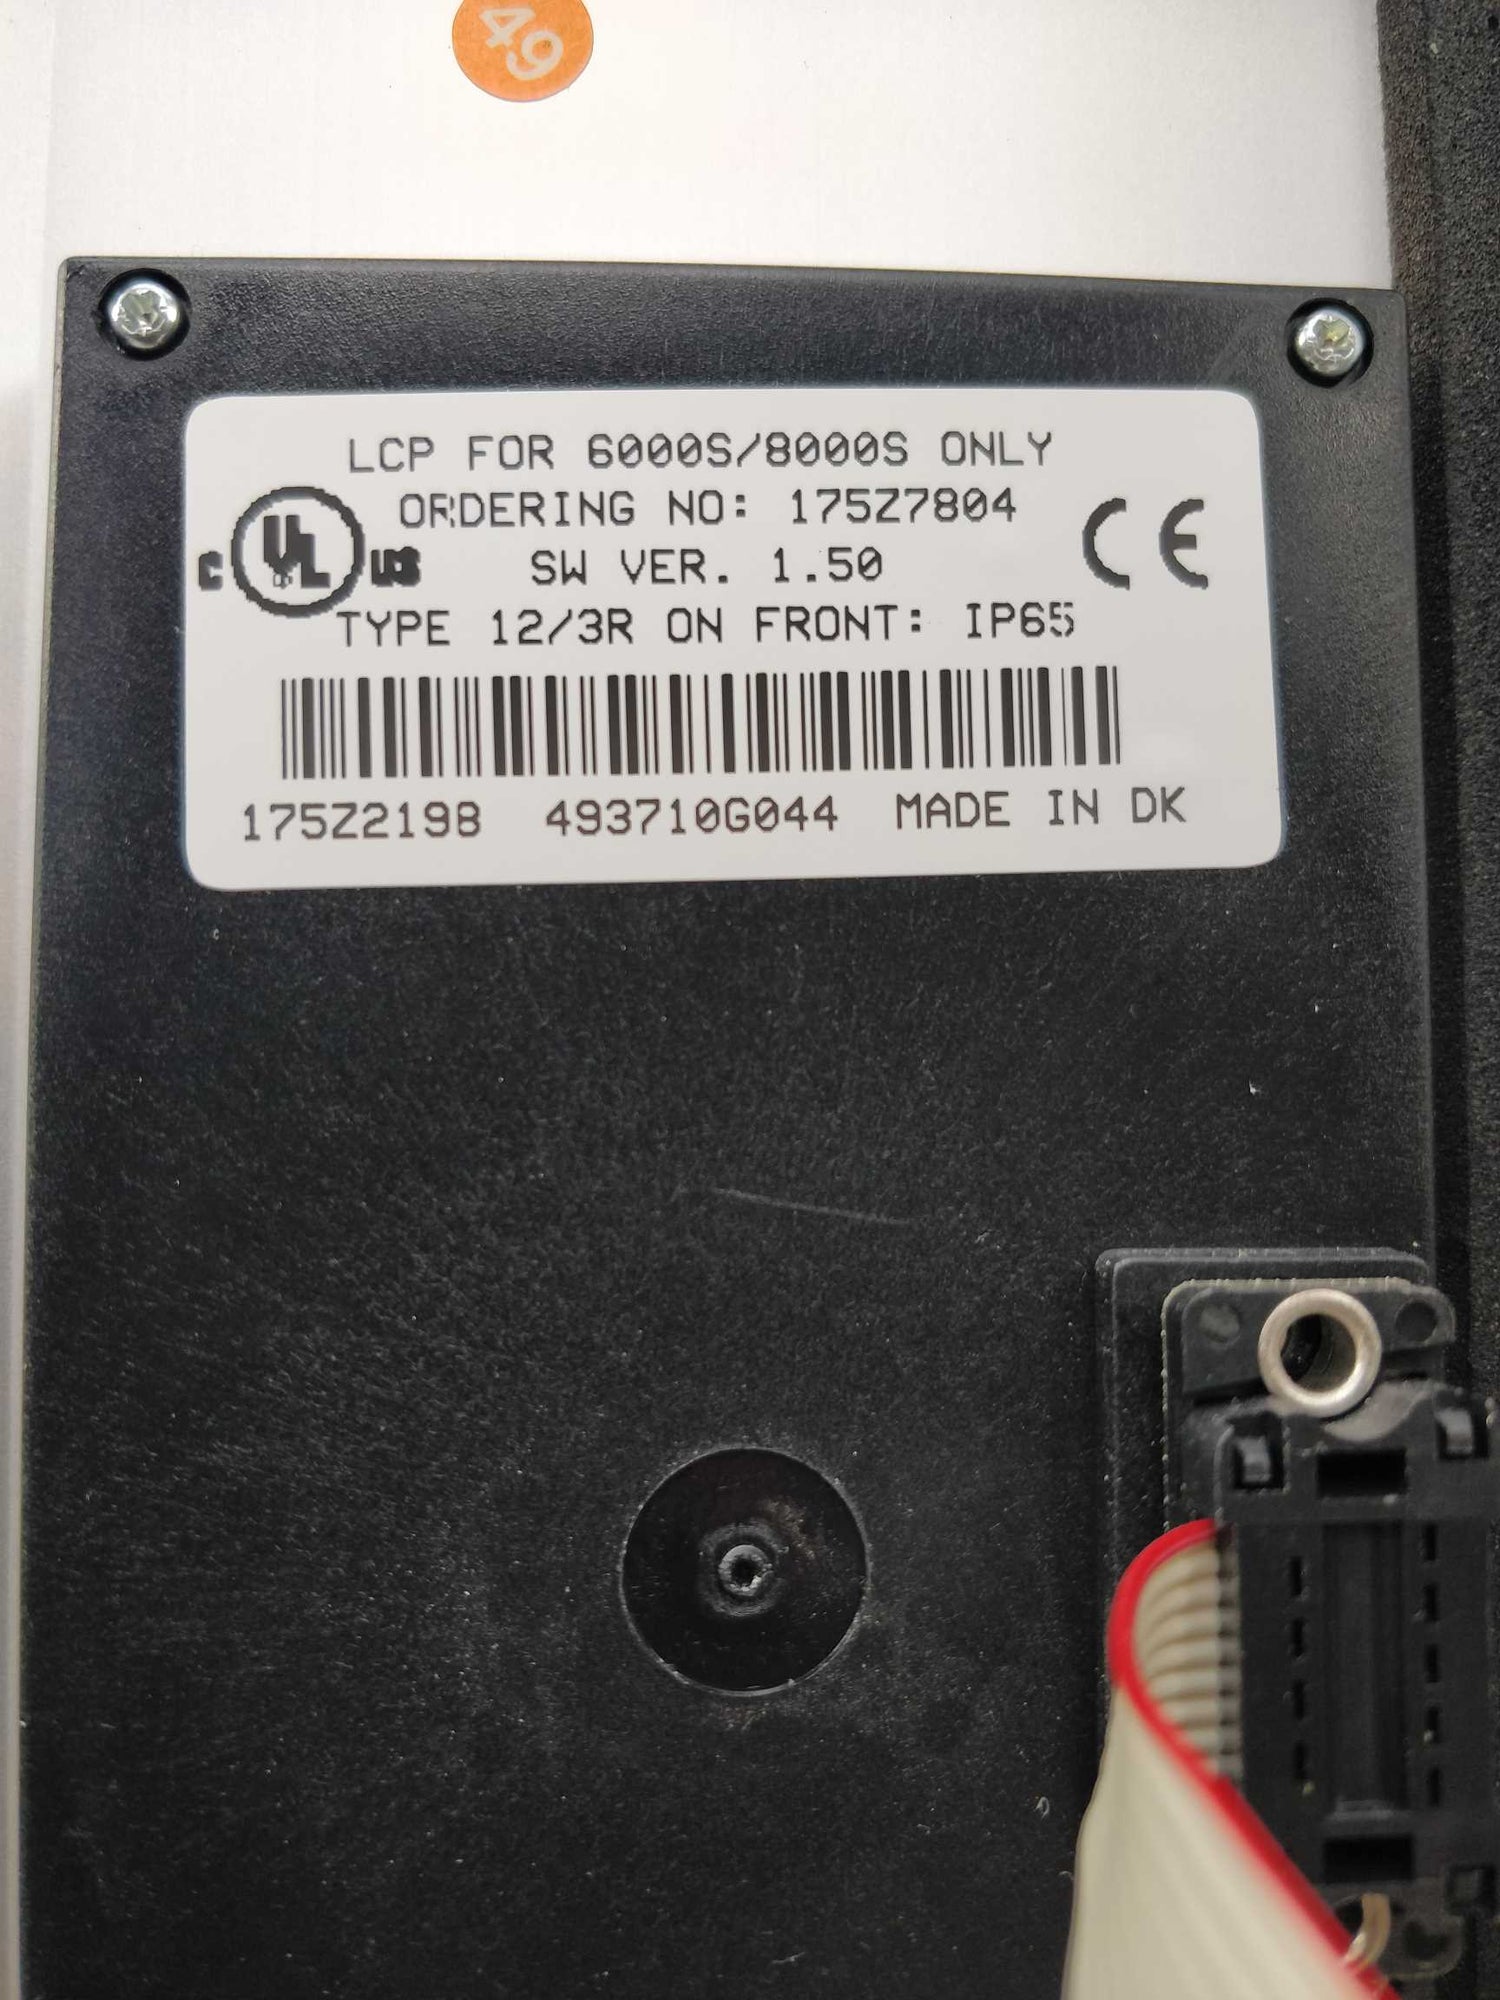 49
LCP FOR 6000S/8000S ONLY
ORDERING NO: 175Z7804
SW VER. 1.50
C UL US
CE
TYPE 12/3R ON FRONT: IP65
175Z2198 493710G044 MADE IN DK